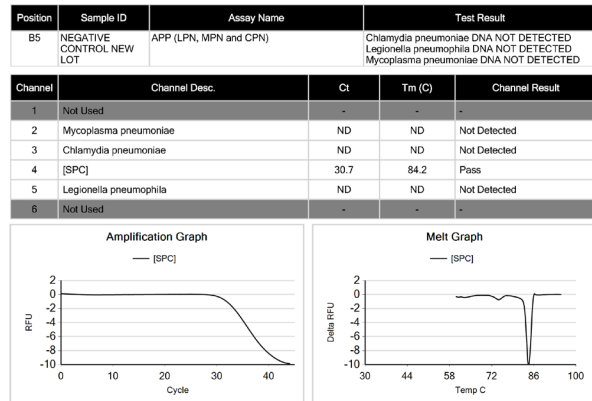 Position Sample ID Assay Name Test Result
B5 NEGATIVE CONTROL NEW LOT APP (LPN, MPN and CPN) Chlamydia pneumoniae DNA NOT DETECTED
Legionella pneumophila DNA NOT DETECTED
Mycoplasma pneumoniae DNA NOT DETECTED
Channel Channel Desc. Ct Tm (C) Channel Result
1 Not Used - - -
2 Mycoplasma pneumoniae ND ND Not Detected
3 Chlamydia pneumoniae ND ND Not Detected
4 [SPC] 30.7 84.2 Pass
5 Legionella pneumophila ND ND Not Detected
6 Not Used - - -
Amplification Graph
[SPC]
RFU
2
0
-2
-4
-6
-8
-10
0 10 20 30 40
Cycle
Melt Graph
[SPC]
Delta RFU
2
0
-2
-4
-6
-8
-10
30 44 58 72 86 100
Temp C